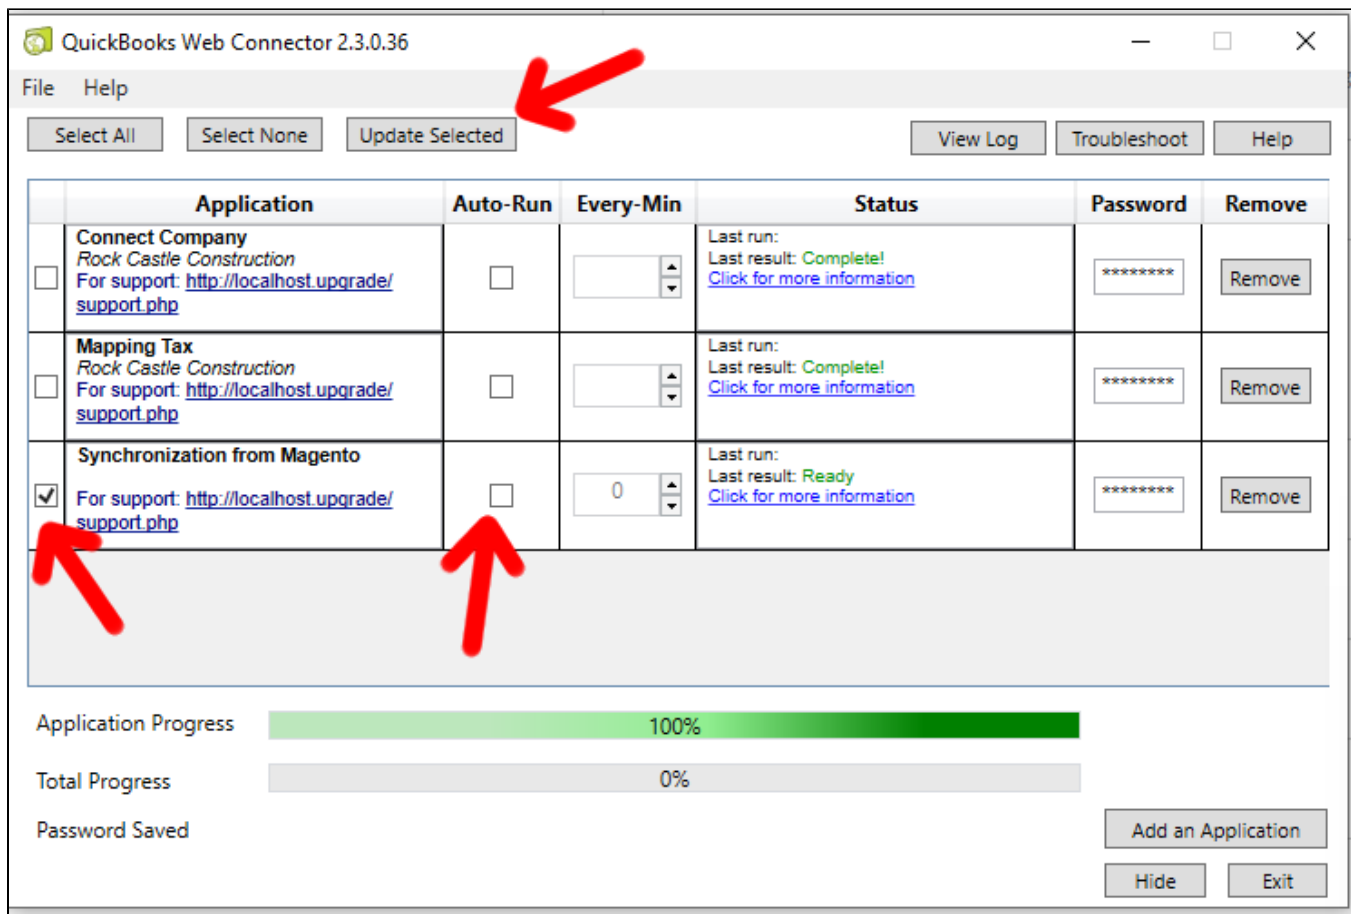 QuickBooks Web Connector 2.3.0.36
File Help
Select All Select None Update Selected View Log Troubleshoot Help
Application Auto-Run Every-Min Status Password Remove
Connect Company
Rock Castle Construction
For support: http://localhost.upgrade/
support.php
Last run:
Last result: Complete!
Click for more information
******** Remove
Mapping Tax
Rock Castle Construction
For support: http://localhost.upgrade/
support.php
Last run:
Last result: Complete!
Click for more information
******** Remove
Synchronization from Magento
For support: http://localhost.upgrade/
support.php
0
Last run:
Last result: Ready
Click for more information
******** Remove
Application Progress 100%
Total Progress 0%
Password Saved
Add an Application
Hide Exit